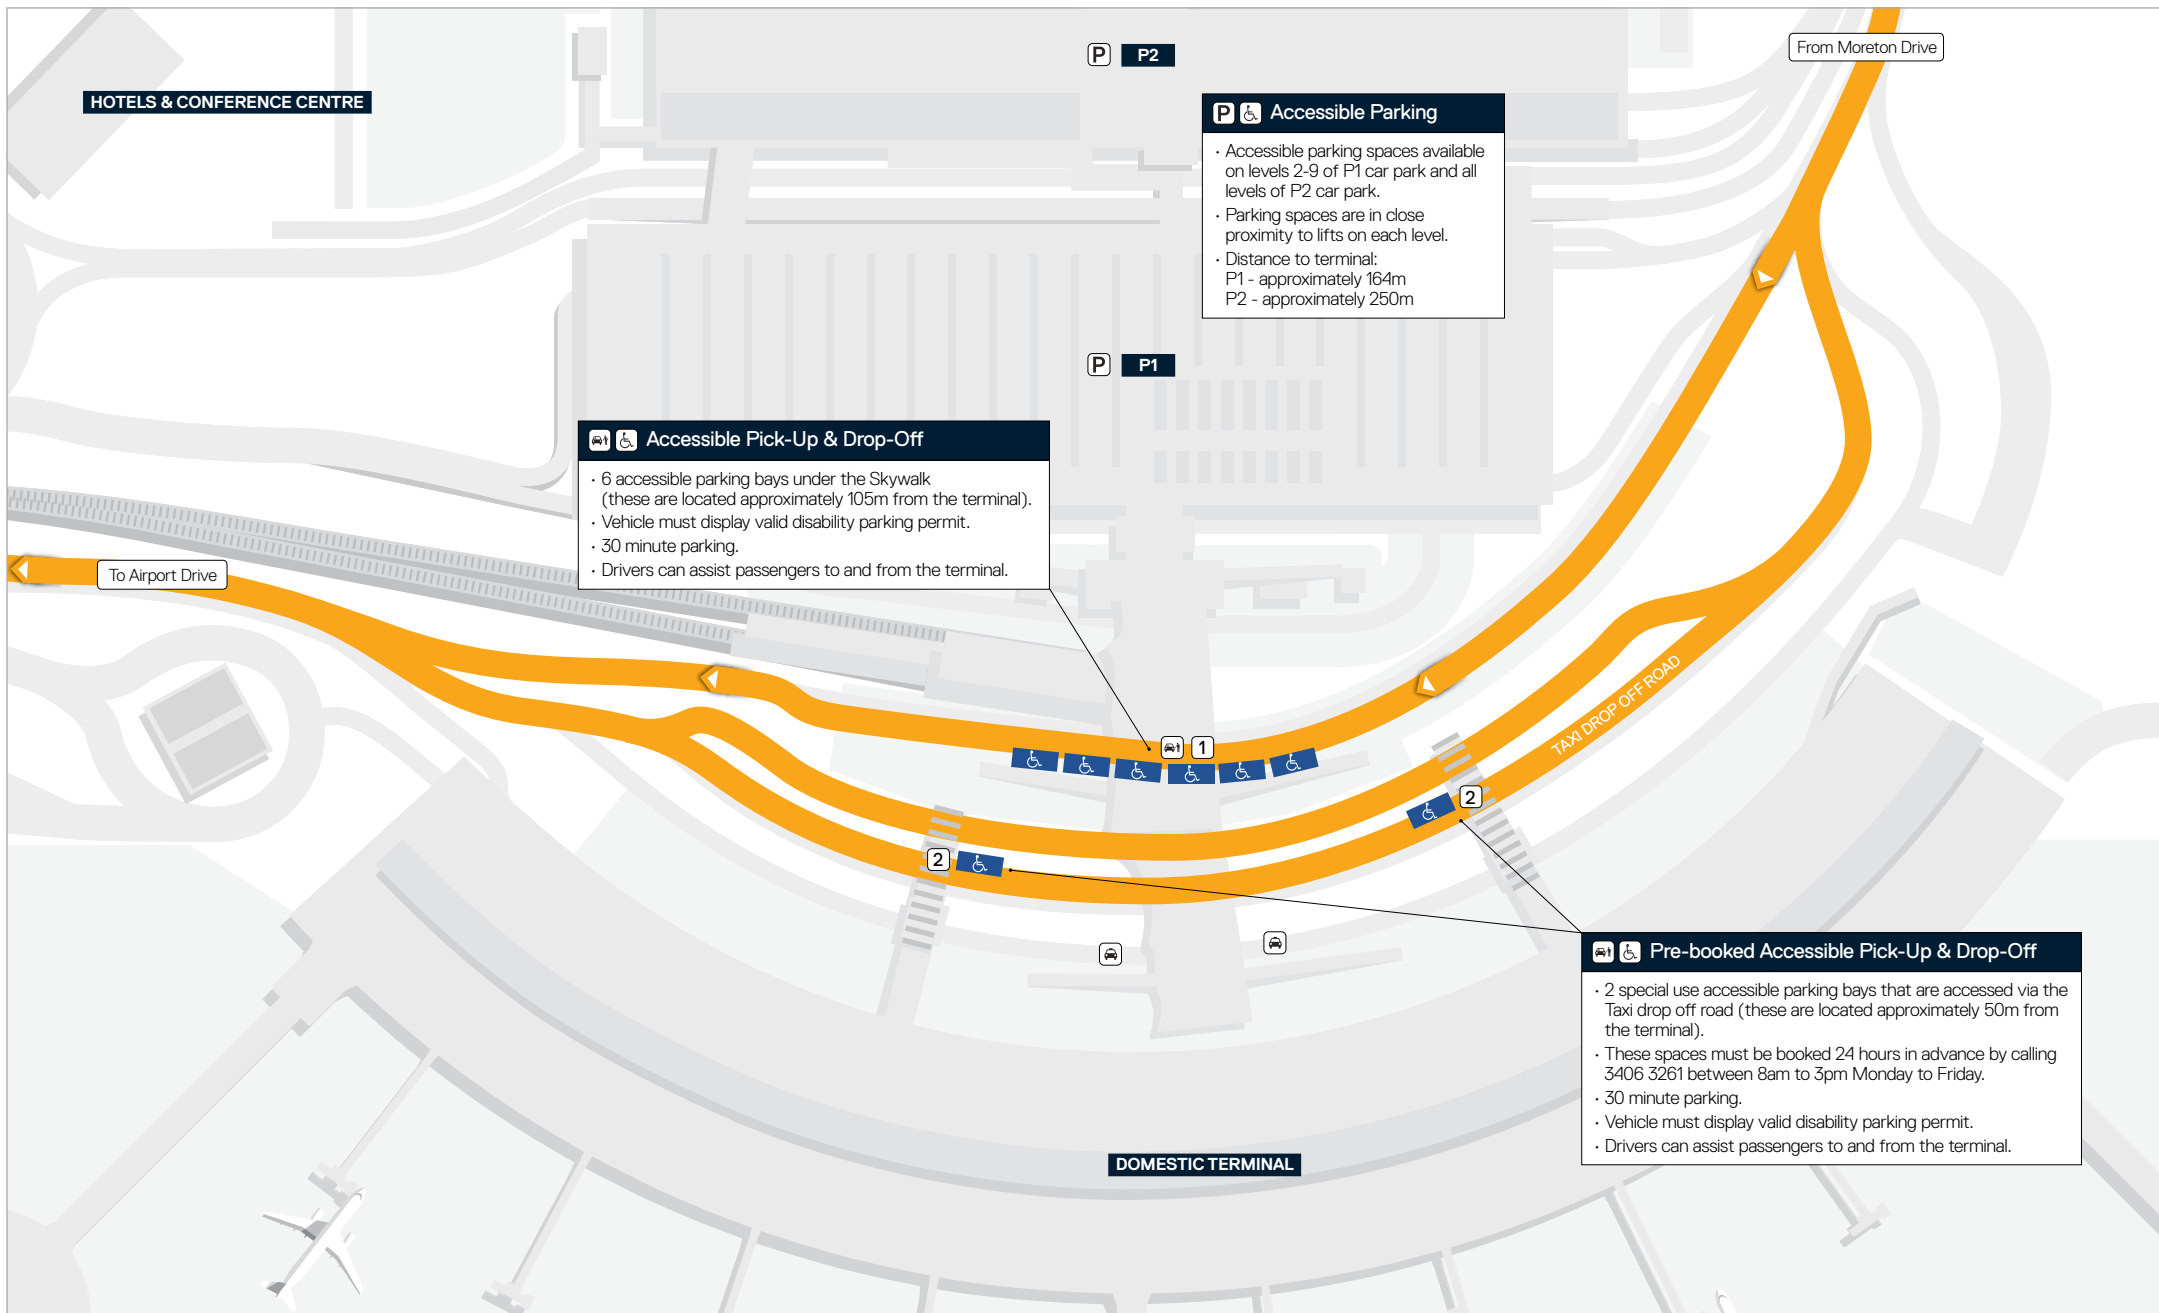 P P2
From Moreton Drive
HOTELS & CONFERENCE CENTRE
P Accessible Parking
· Accessible parking spaces available
on levels 2-9 of P1 car park and all
levels of P2 car park.
· Parking spaces are in close
proximity to lifts on each level.
· Distance to terminal:
P1 - approximately 164m
P2 - approximately 250m
P P1
Accessible Pick-Up & Drop-Off
· 6 accessible parking bays under the Skywalk
(these are located approximately 105m from the terminal).
· Vehicle must display valid disability parking permit.
· 30 minute parking.
· Drivers can assist passengers to and from the terminal.
To Airport Drive
TAXI DROP OFF ROAD
1
2
2
Pre-booked Accessible Pick-Up & Drop-Off
· 2 special use accessible parking bays that are accessed via the
Taxi drop off road (these are located approximately 50m from
the terminal).
· These spaces must be booked 24 hours in advance by calling
3406 3261 between 8am to 3pm Monday to Friday.
· 30 minute parking.
· Vehicle must display valid disability parking permit.
· Drivers can assist passengers to and from the terminal.
DOMESTIC TERMINAL